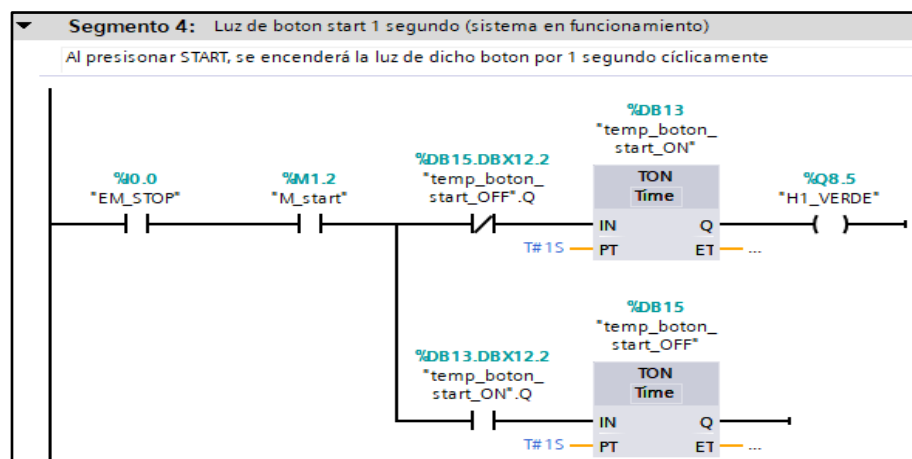 Segmento 4: Luz de boton start 1 segundo (sistema en funcionamiento)
Al presisonar START, se encenderá la luz de dicho boton por 1 segundo cíclicamente
%DB13
"temp_boton_
start_ON"
%I0.0
"EM_STOP"
%M1.2
"M_start"
%DB15.DBX12.2
"temp_boton_
start_OFF".Q
TON
Time
%Q8.5
"H1_VERDE"
IN Q
T#1S PT ET ...
%DB15
"temp_boton_
start_OFF"
%DB13.DBX12.2
"temp_boton_
start_ON".Q
TON
Time
IN Q
T#1S PT ET ...